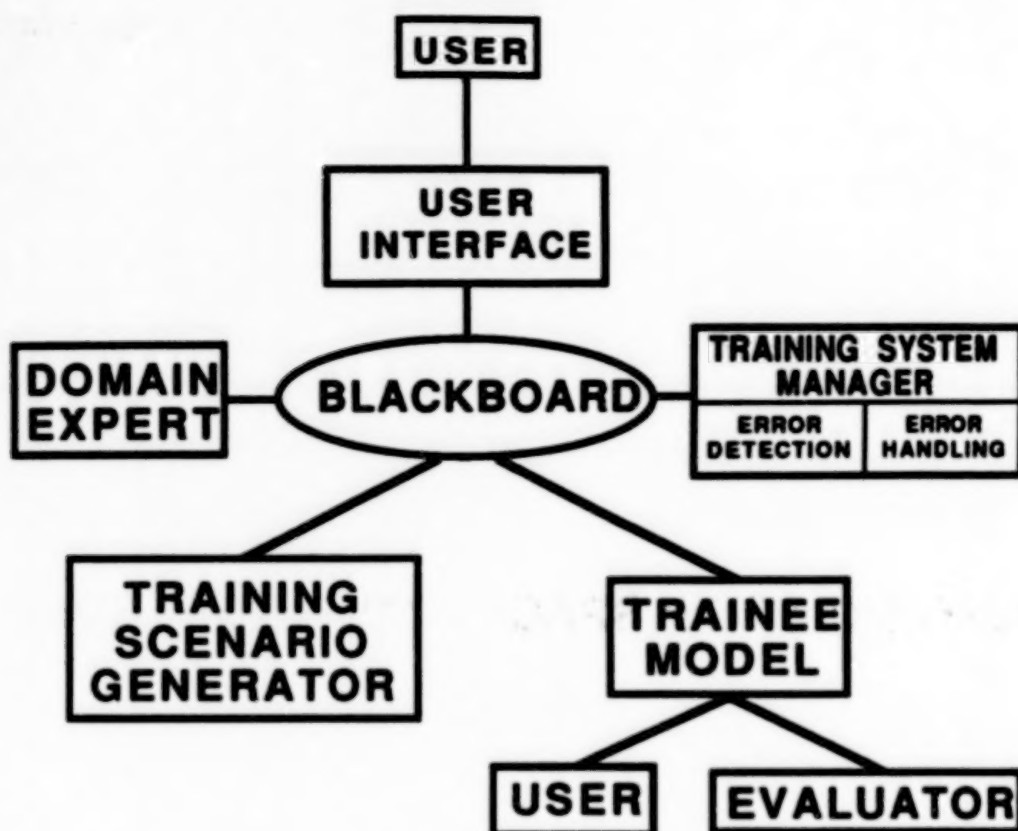 USER
USER
INTERFACE
DOMAIN
EXPERT
BLACKBOARD
TRAINING SYSTEM
MANAGER
ERROR
DETECTION
ERROR
HANDLING
TRAINING
SCENARIO
GENERATOR
TRAINEE
MODEL
USER
EVALUATOR